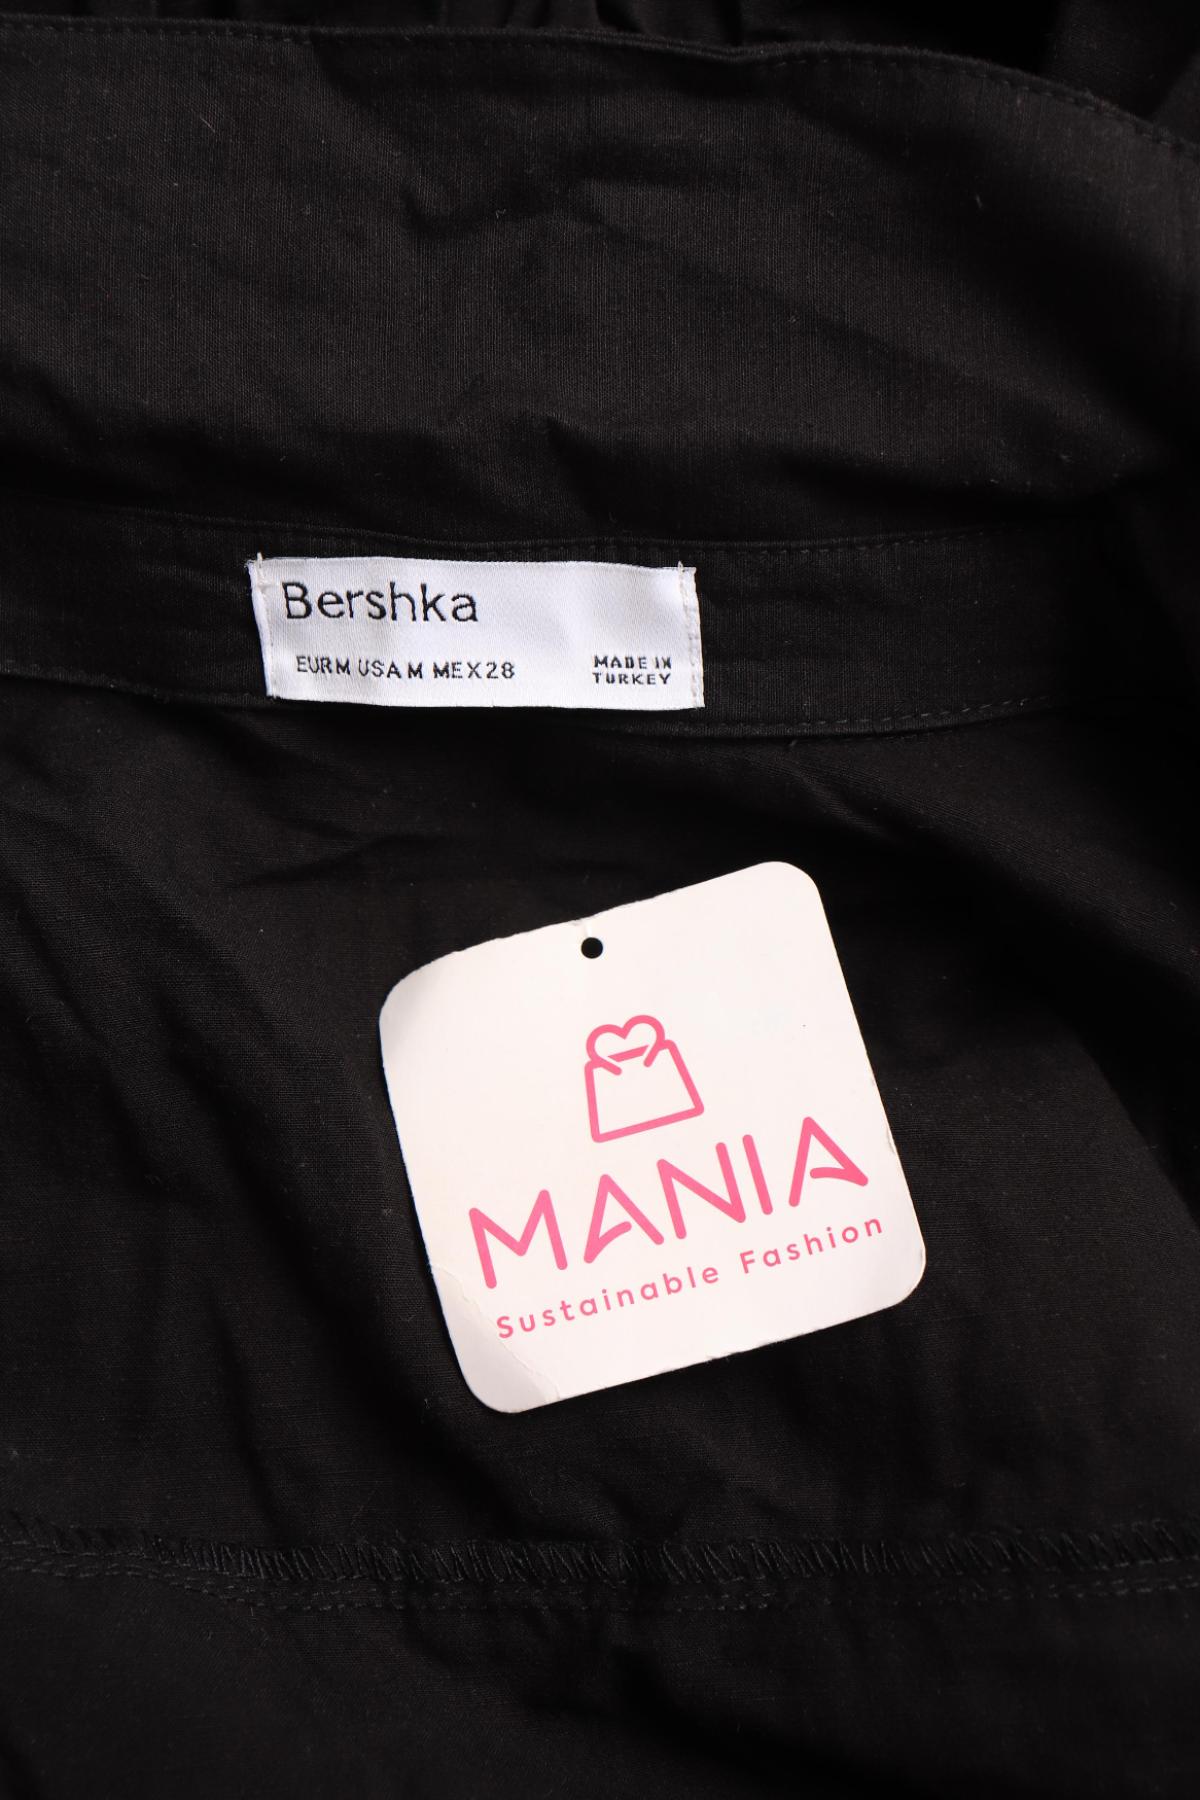 Bershka
EUR M USA M MEX 28
MADE IN
TURKEY
MANIA
Sustainable Fashion